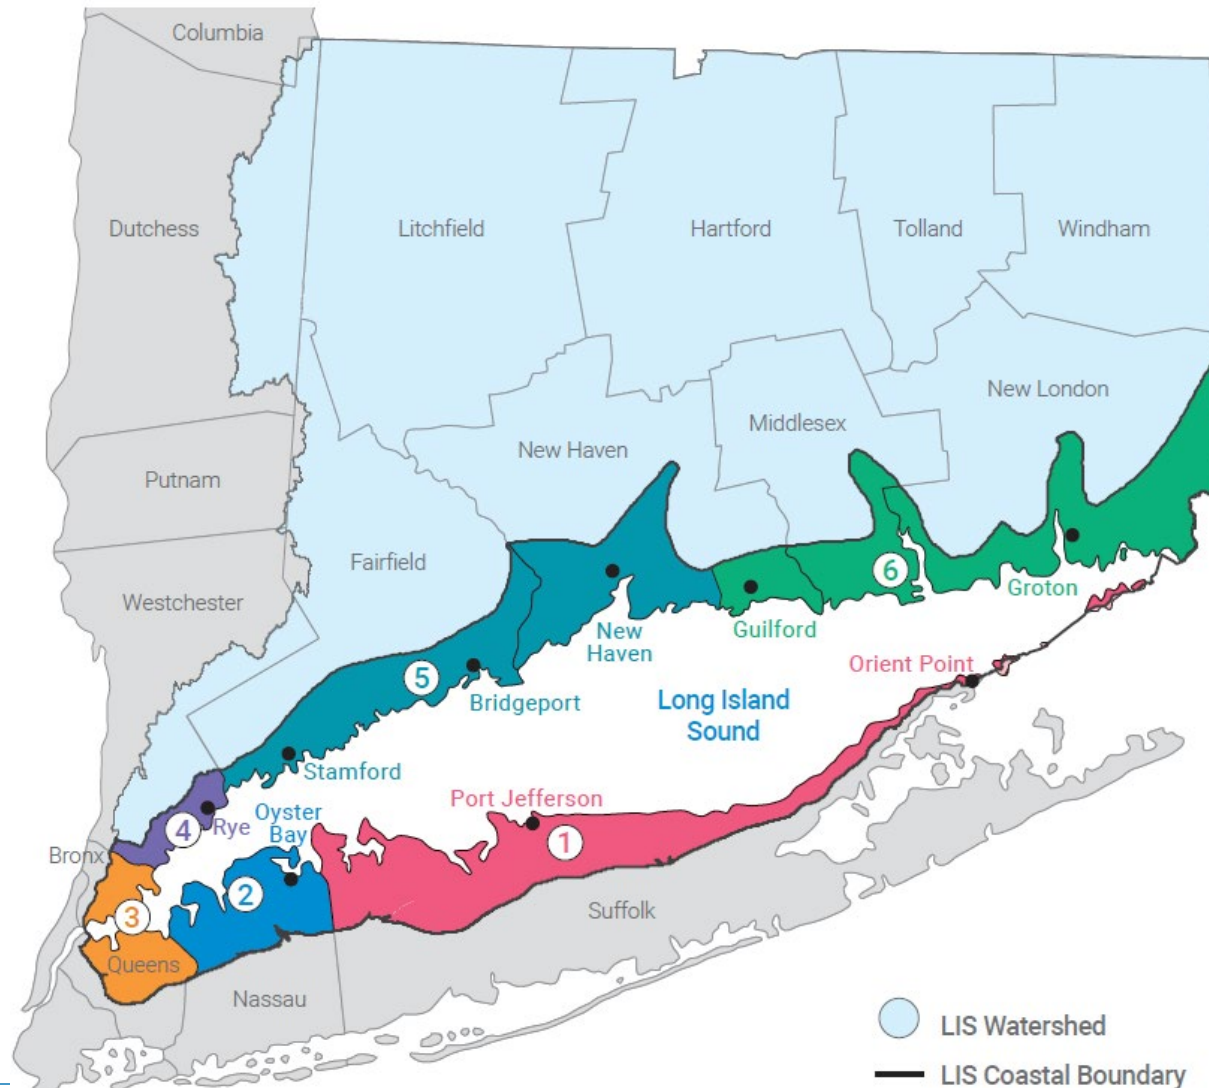 Columbia
Dutchess
Litchfield
Hartford
Tolland
Windham
New London
Middlesex
New Haven
Putnam
Fairfield
Westchester
6
Groton
New
Haven
Guilford
Orient Point
5
Bridgeport
Long Island
Sound
Stamford
Port Jefferson
Oyster
Bay
4
Rye
1
Bronx
2
3
Suffolk
Queens
Nassau
LIS Watershed
LIS Coastal Boundary